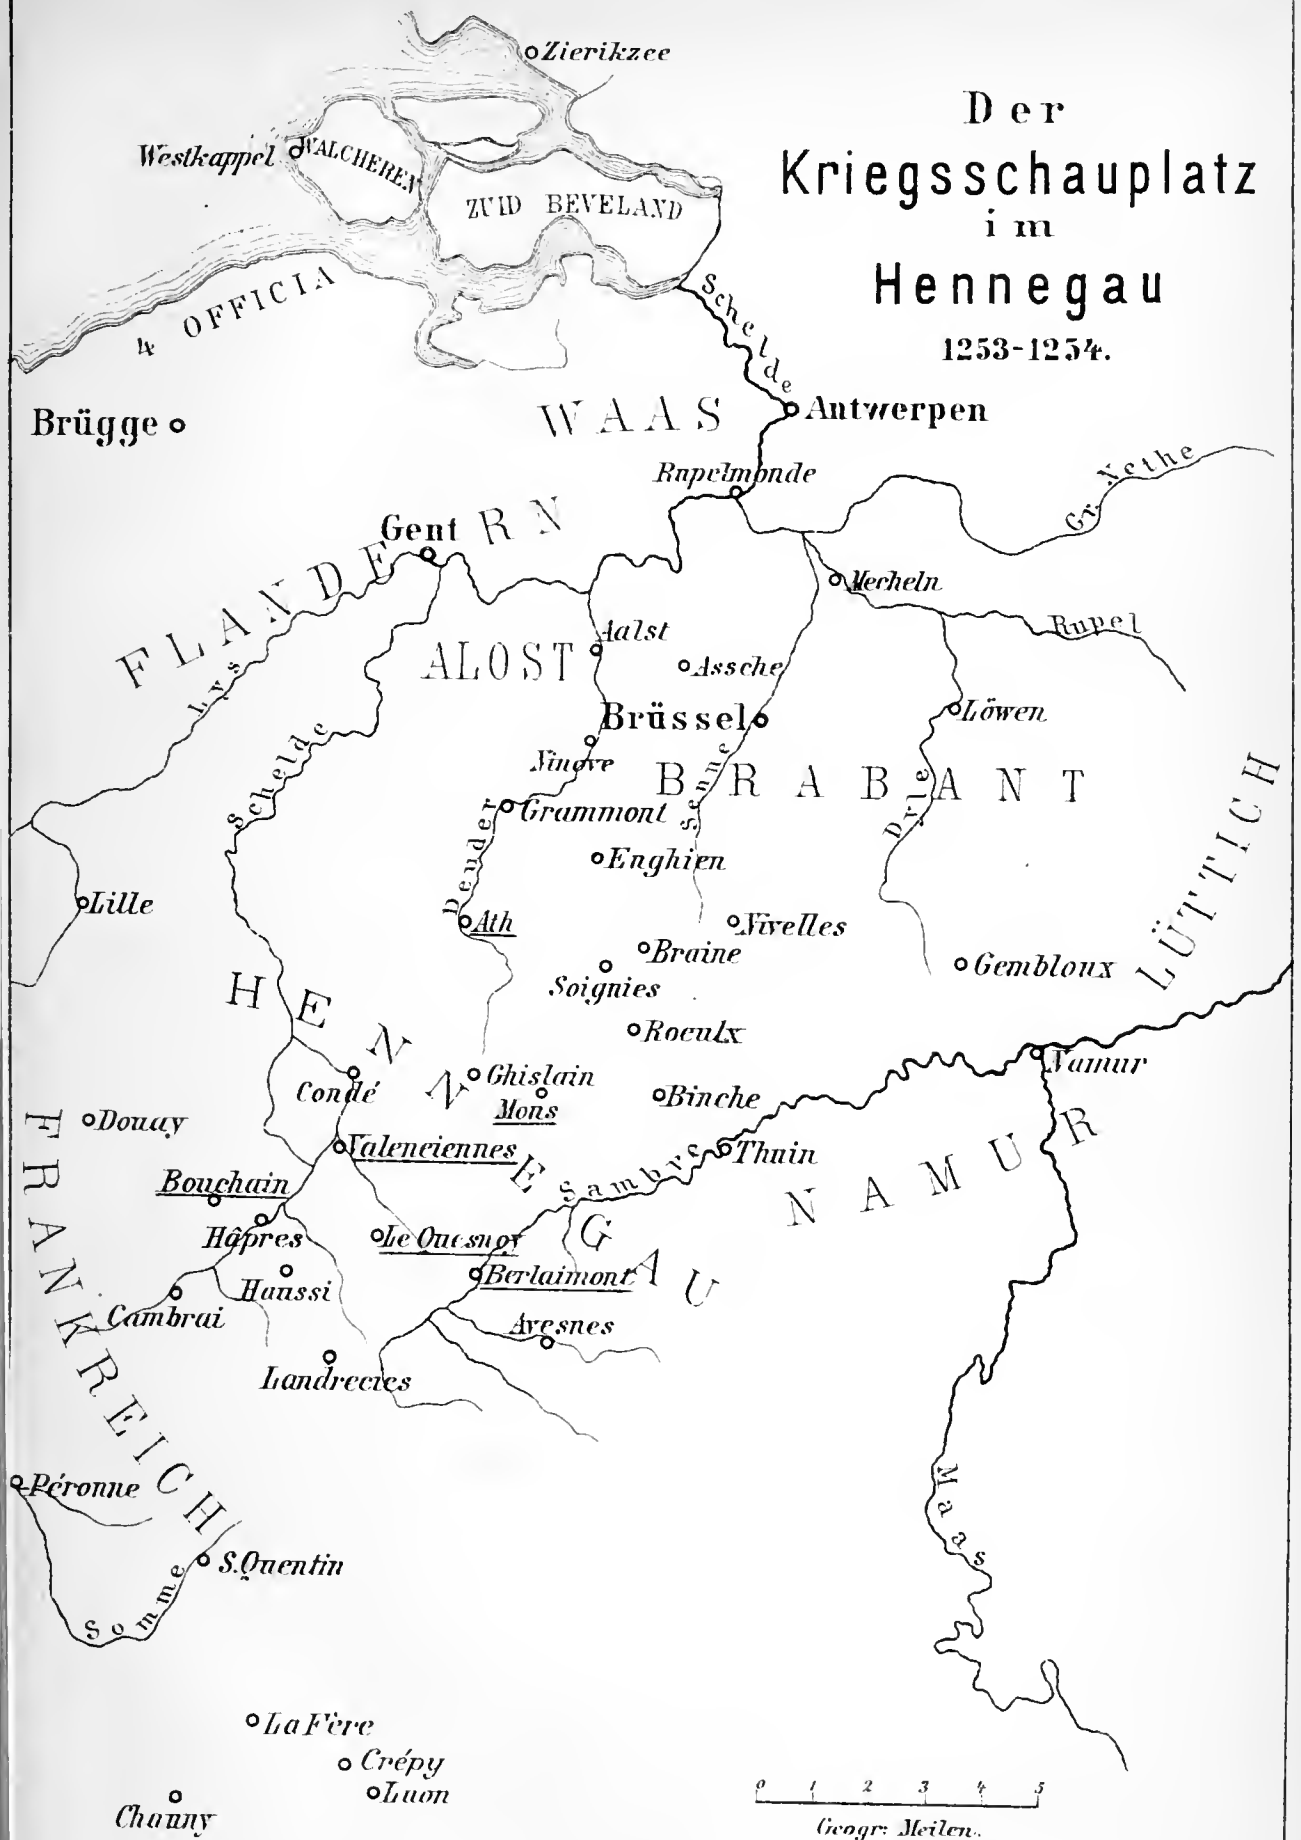 Zierikzee
Der
Kriegsschauplatz
im
Hennegau
1253-1254.
Westkappel
WALCHEREN
ZUID BEVELAND
4 OFFICIA
Schelde
WAAS
Antwerpen
Brügge
Rupelmonde
Gr. Nethe
FLANDERN
Gent
Mecheln
Rupel
Aalst
ALOST
Assche
Lys
Löwen
Brüssel
Schelde
Ninove
Senne
BRABANT
Dyle
Grammont
Dender
Enghien
LÜTTICH
Lille
Ath
Nivelles
Braine
Soignies
Gembloux
HENNEGAU
Roeulx
Namur
Condé
Ghislain
Mons
Binche
Douay
FRANKREICH
Valenciennes
Thuin
Sambre
NAMUR
Bouchain
Hâpres
Le Quesnoy
Haussi
Berlaimont
Cambrai
Avesnes
Landrecies
Péronne
Maas
S. Quentin
Somme
La Fère
Crépy
Laon
Chauny
0 1 2 3 4 5
Geogr: Meilen.